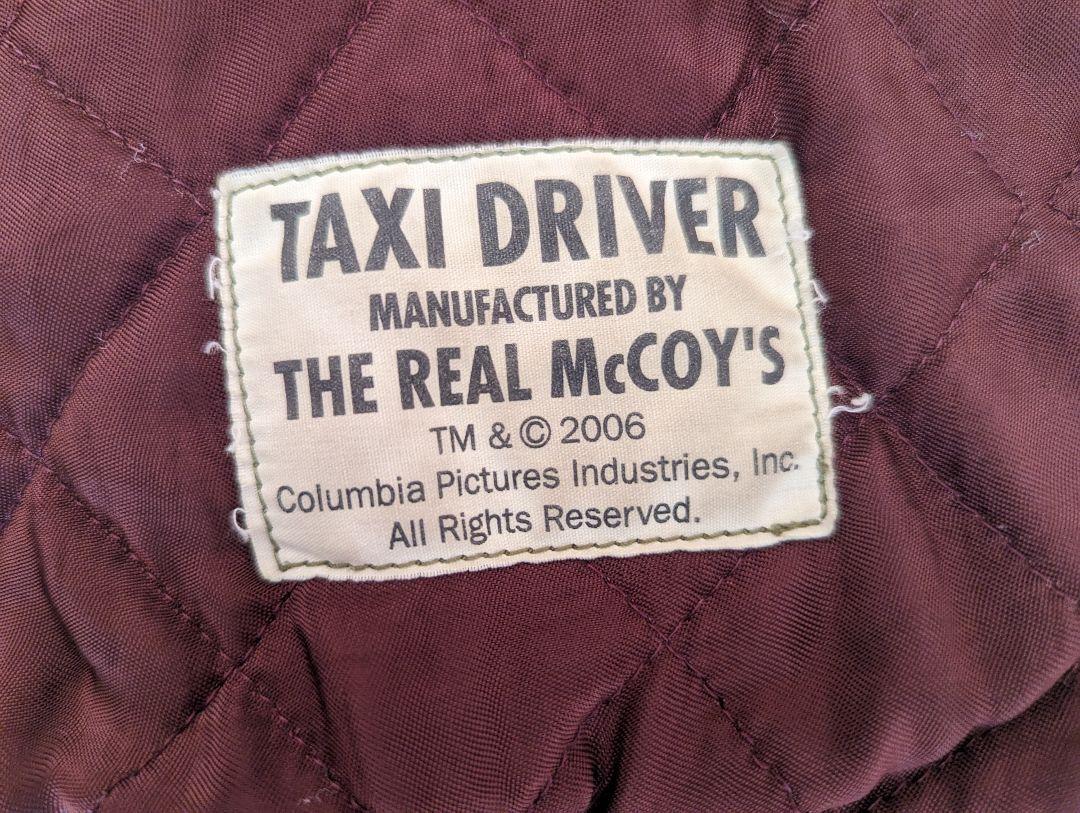 TAXI DRIVER
MANUFACTURED BY
THE REAL McCOY'S
TM & © 2006
Columbia Pictures Industries, Inc.
All Rights Reserved.